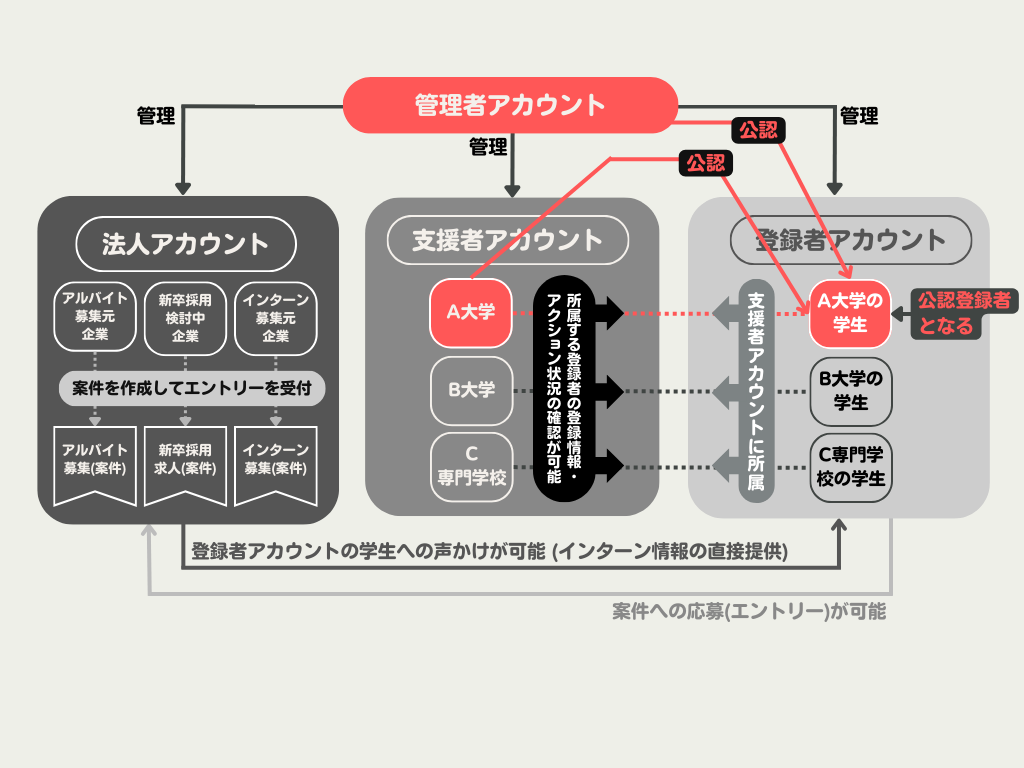 管理者アカウント
管理
管理
管理
公認
公認
法人アカウント
アルバイト
募集元
企業
新卒採用
検討中
企業
インターン
募集元
企業
案件を作成してエントリーを受付
アルバイト
募集(案件)
新卒採用
求人(案件)
インターン
募集(案件)
支援者アカウント
A大学
B大学
C
専門学校
所属する登録者の登録情報・
アクション状況の確認が可能
登録者アカウント
支援者アカウントに所属
A大学の
学生
B大学の
学生
C専門学
校の学生
公認登録者
となる
登録者アカウントの学生への声かけが可能 (インターン情報の直接提供)
案件への応募(エントリー)が可能